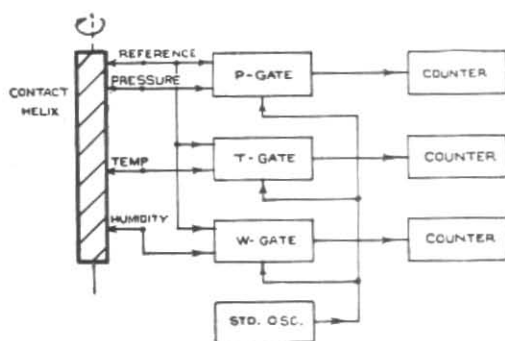 REFERENCE
PRESSURE
P-GATE
COUNTER
CONTACT
HELIX
TEMP
T-GATE
COUNTER
HUMIDITY
W-GATE
COUNTER
STD. OSC.